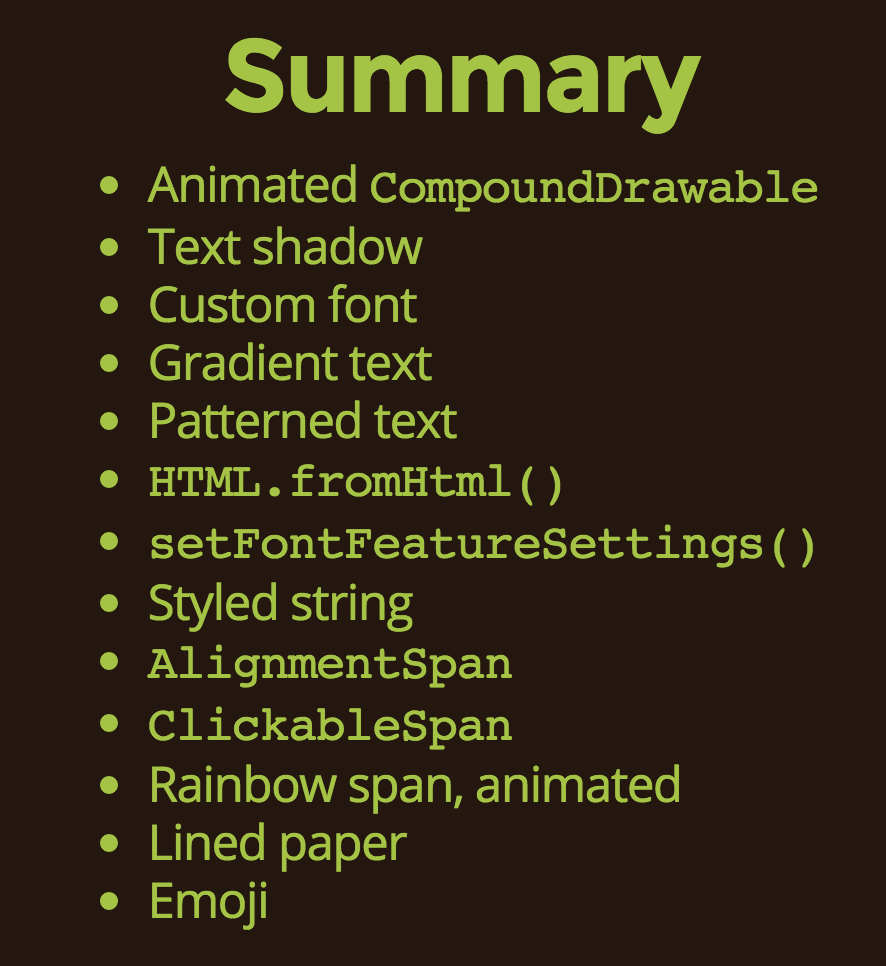 Summary
• Animated CompoundDrawable
• Text shadow
• Custom font
• Gradient text
• Patterned text
• HTML.fromHtml()
• setFontFeatureSettings()
• Styled string
• AlignmentSpan
• ClickableSpan
• Rainbow span, animated
• Lined paper
• Emoji